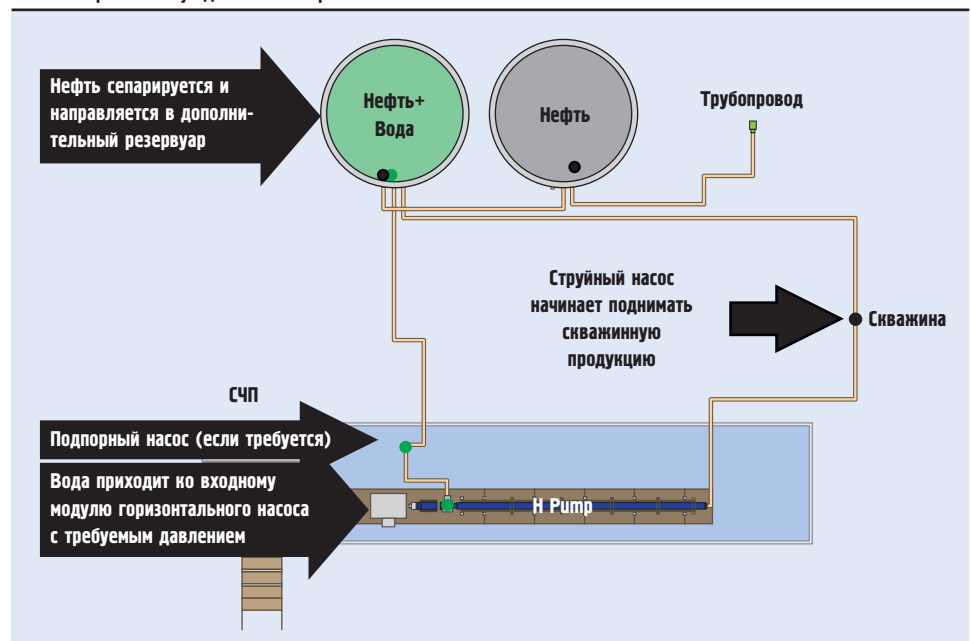 Нефть сепарируется и
направляется в дополни-
тельный резервуар
Нефть+
Вода
Нефть
Трубопровод
Струйный насос
начинает поднимать
скважинную
продукцию
Скважина
СЧП
Подпорный насос (если требуется)
Вода приходит ко входному
модулю горизонтального насоса
с требуемым давлением
H Pump